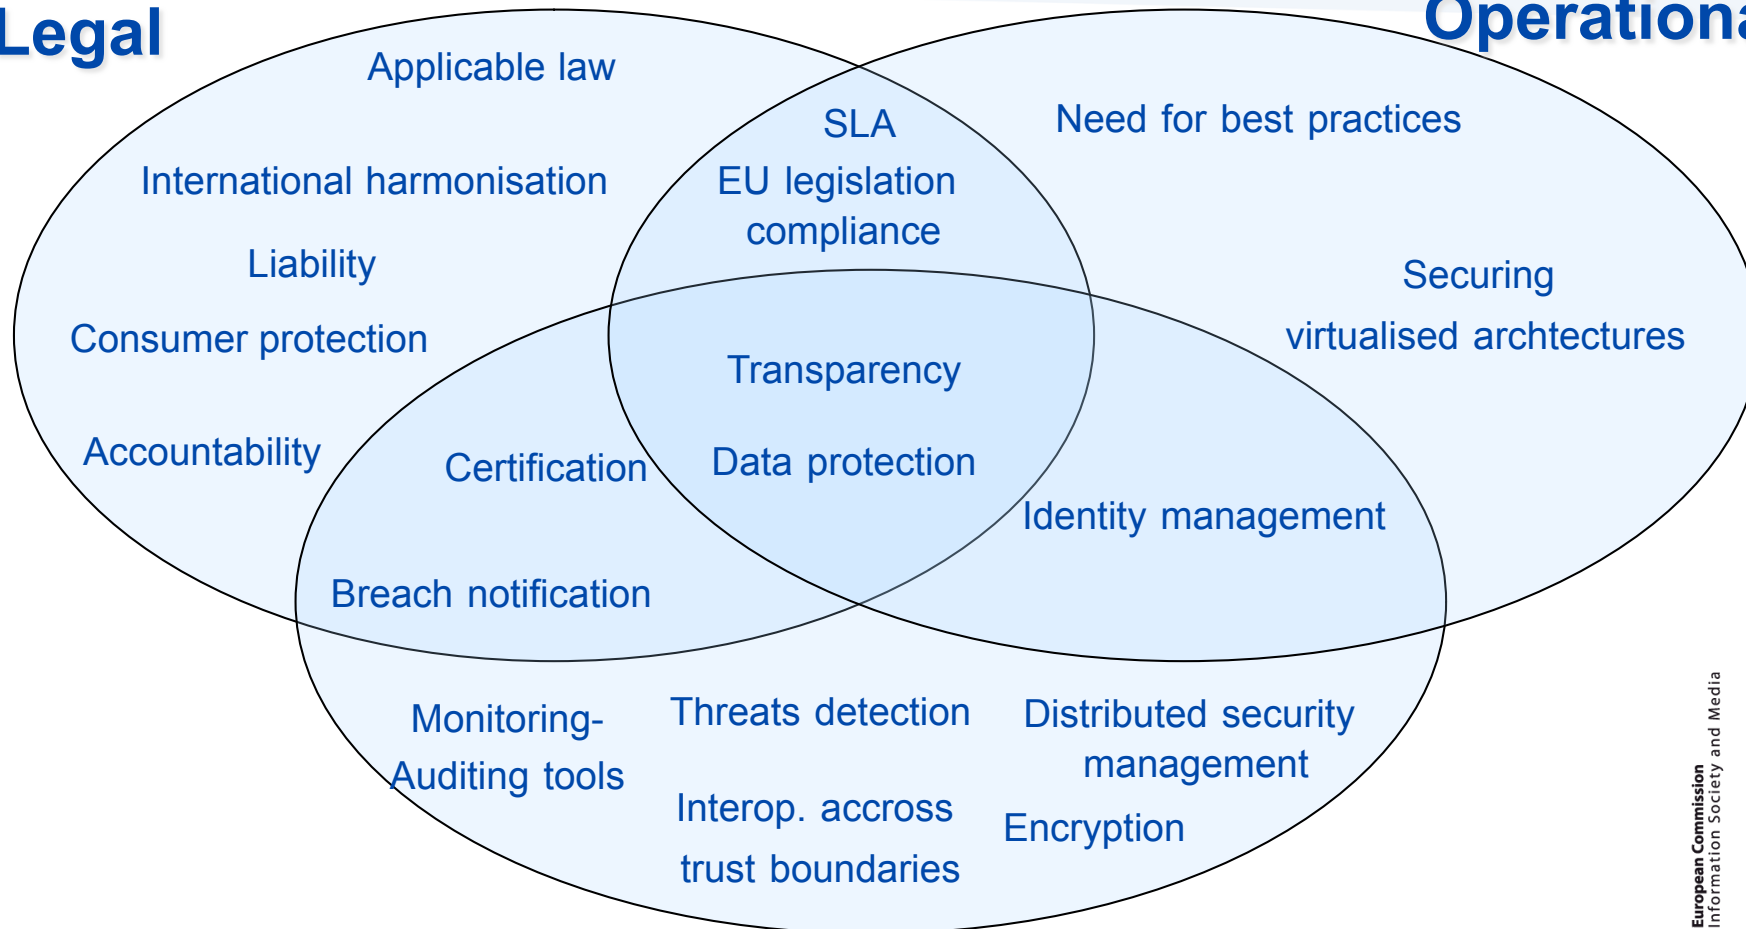 Legal
Operationa
Applicable law
SLA
Need for best practices
International harmonisation
EU legislation
compliance
Liability
Securing
virtualised archtectures
Consumer protection
Transparency
Accountability
Certification
Data protection
Identity management
Breach notification
Monitoring-
Auditing tools
Threats detection
Distributed security
management
Interop. accross
trust boundaries
Encryption
European Commission
Information Society and Media